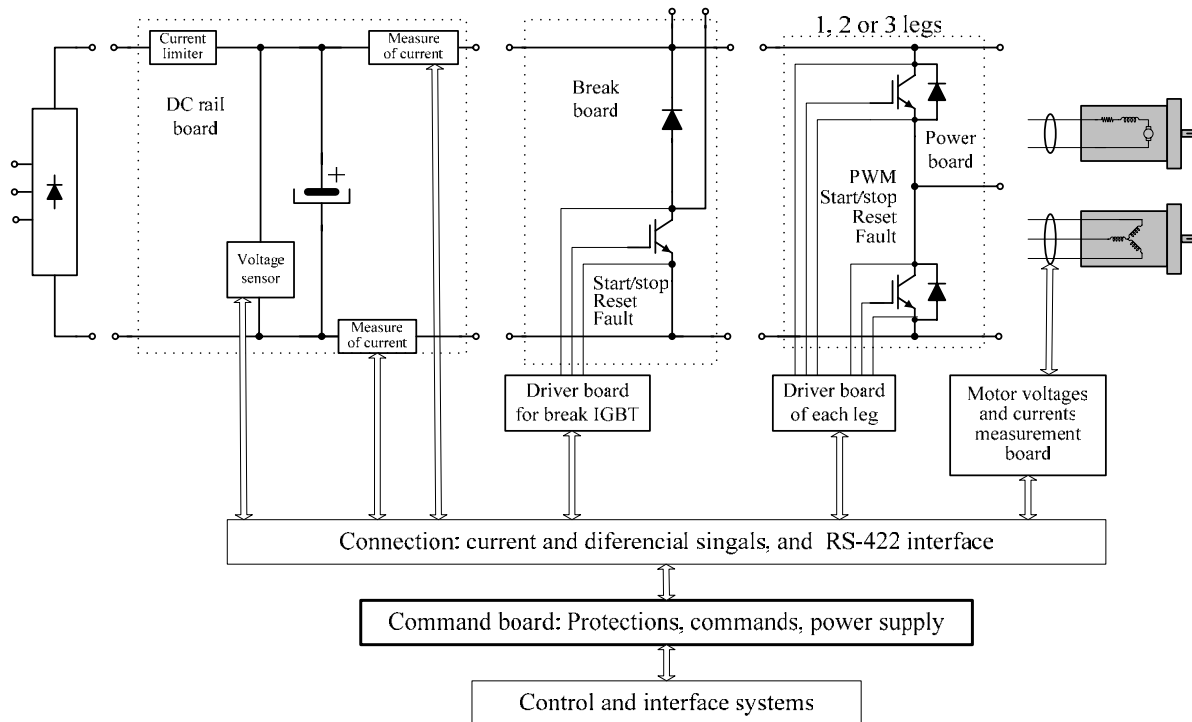 Current
limiter
Measure
of current
DC rail
board
+
Voltage
sensor
Measure
of current
Break
board
Start/stop
Reset
Fault
1, 2 or 3 legs
Power
board
PWM
Start/stop
Reset
Fault
Driver board
for break IGBT
Driver board
of each leg
Motor voltages
and currents
measurement
board
Connection: current and diferencial singals, and RS-422 interface
Command board: Protections, commands, power supply
Control and interface systems